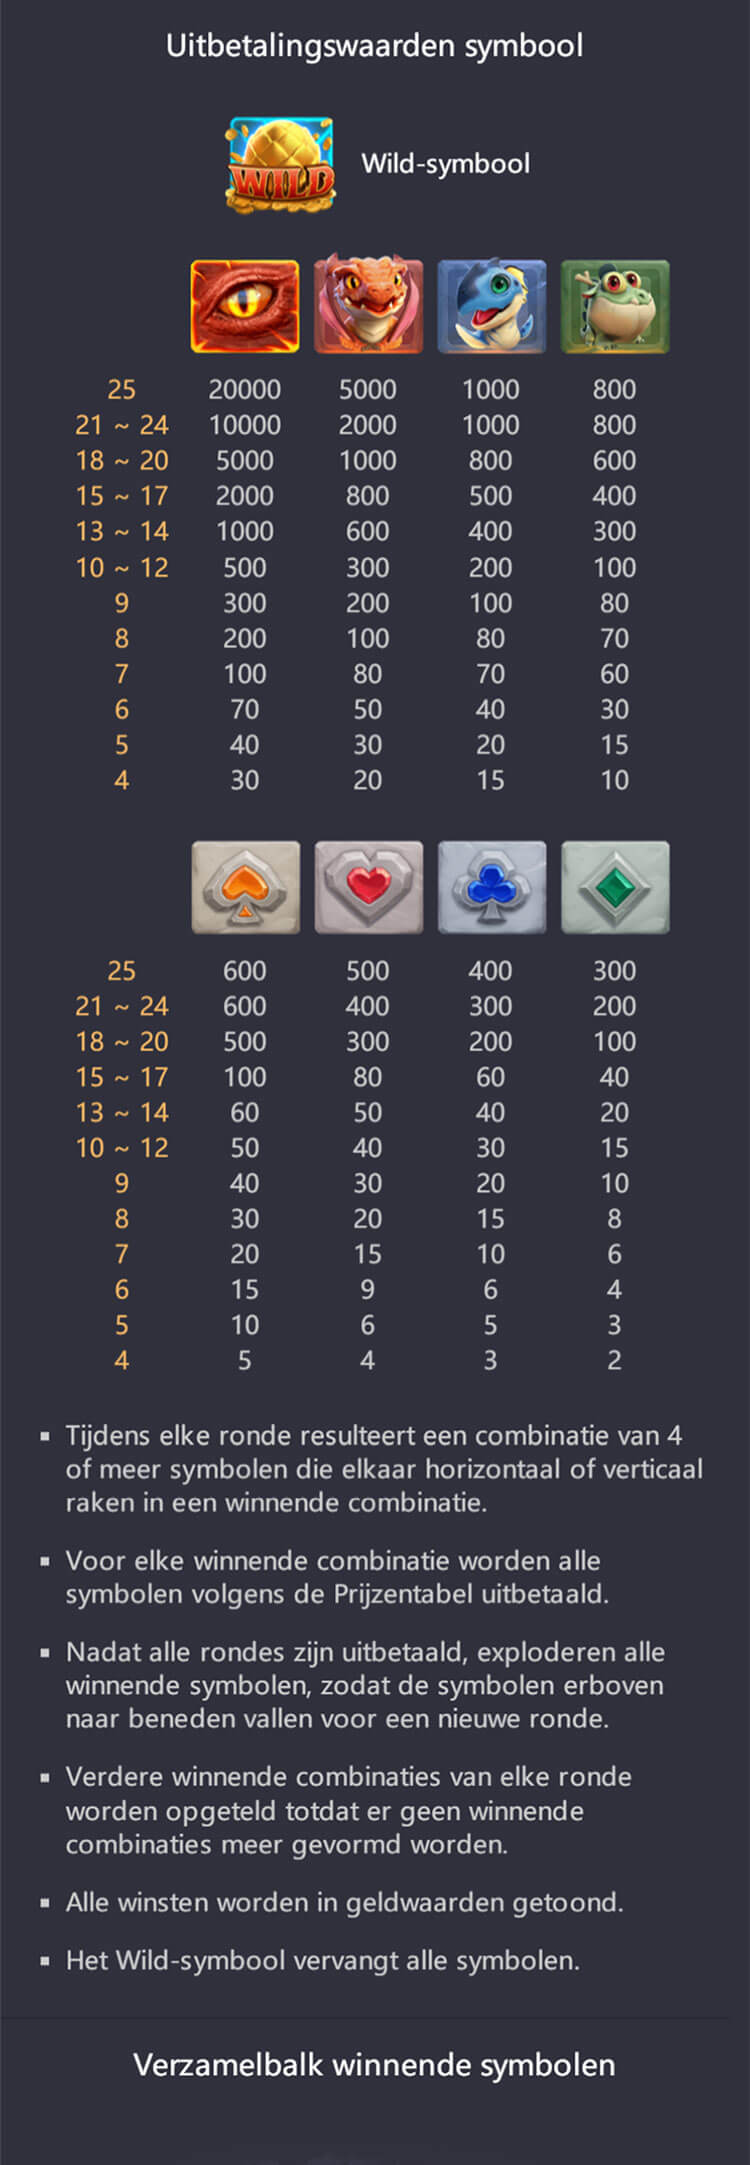 Uitbetalingswaarden symbool
WILD
Wild-symbool
25 20000 5000 1000 800
21 ~ 24 10000 2000 1000 800
18 ~ 20 5000 1000 800 600
15 ~ 17 2000 800 500 400
13 ~ 14 1000 600 400 300
10 ~ 12 500 300 200 100
9 300 200 100 80
8 200 100 80 70
7 100 80 70 60
6 70 50 40 30
5 40 30 20 15
4 30 20 15 10
25 600 500 400 300
21 ~ 24 600 400 300 200
18 ~ 20 500 300 200 100
15 ~ 17 100 80 60 40
13 ~ 14 60 50 40 20
10 ~ 12 50 40 30 15
9 40 30 20 10
8 30 20 15 8
7 20 15 10 6
6 15 9 6 4
5 10 6 5 3
4 5 4 3 2
▪ Tijdens elke ronde resulteert een combinatie van 4
of meer symbolen die elkaar horizontaal of verticaal
raken in een winnende combinatie.
▪ Voor elke winnende combinatie worden alle
symbolen volgens de Prijzentabel uitbetaald.
▪ Nadat alle rondes zijn uitbetaald, exploderen alle
winnende symbolen, zodat de symbolen erboven
naar beneden vallen voor een nieuwe ronde.
▪ Verdere winnende combinaties van elke ronde
worden opgeteld totdat er geen winnende
combinaties meer gevormd worden.
▪ Alle winsten worden in geldwaarden getoond.
▪ Het Wild-symbool vervangt alle symbolen.
Verzamelbalk winnende symbolen